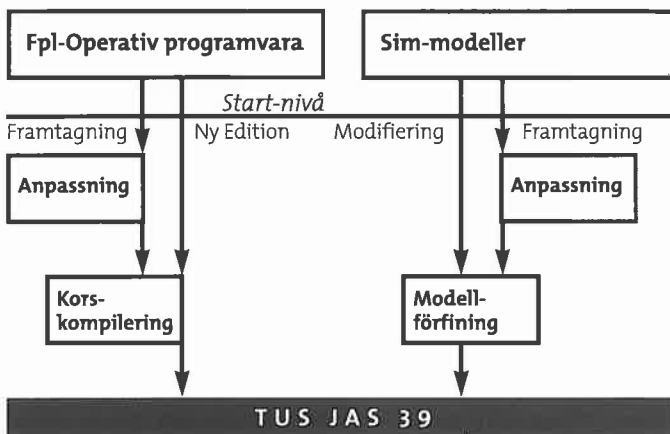 Fpl-Operativ programvara
Sim-modeller
Start-nivå
Framtagning
Ny Edition
Modifiering
Framtagning
Anpassning
Anpassning
Kors-
kompilering
Modell-
förfining
TUS JAS 39